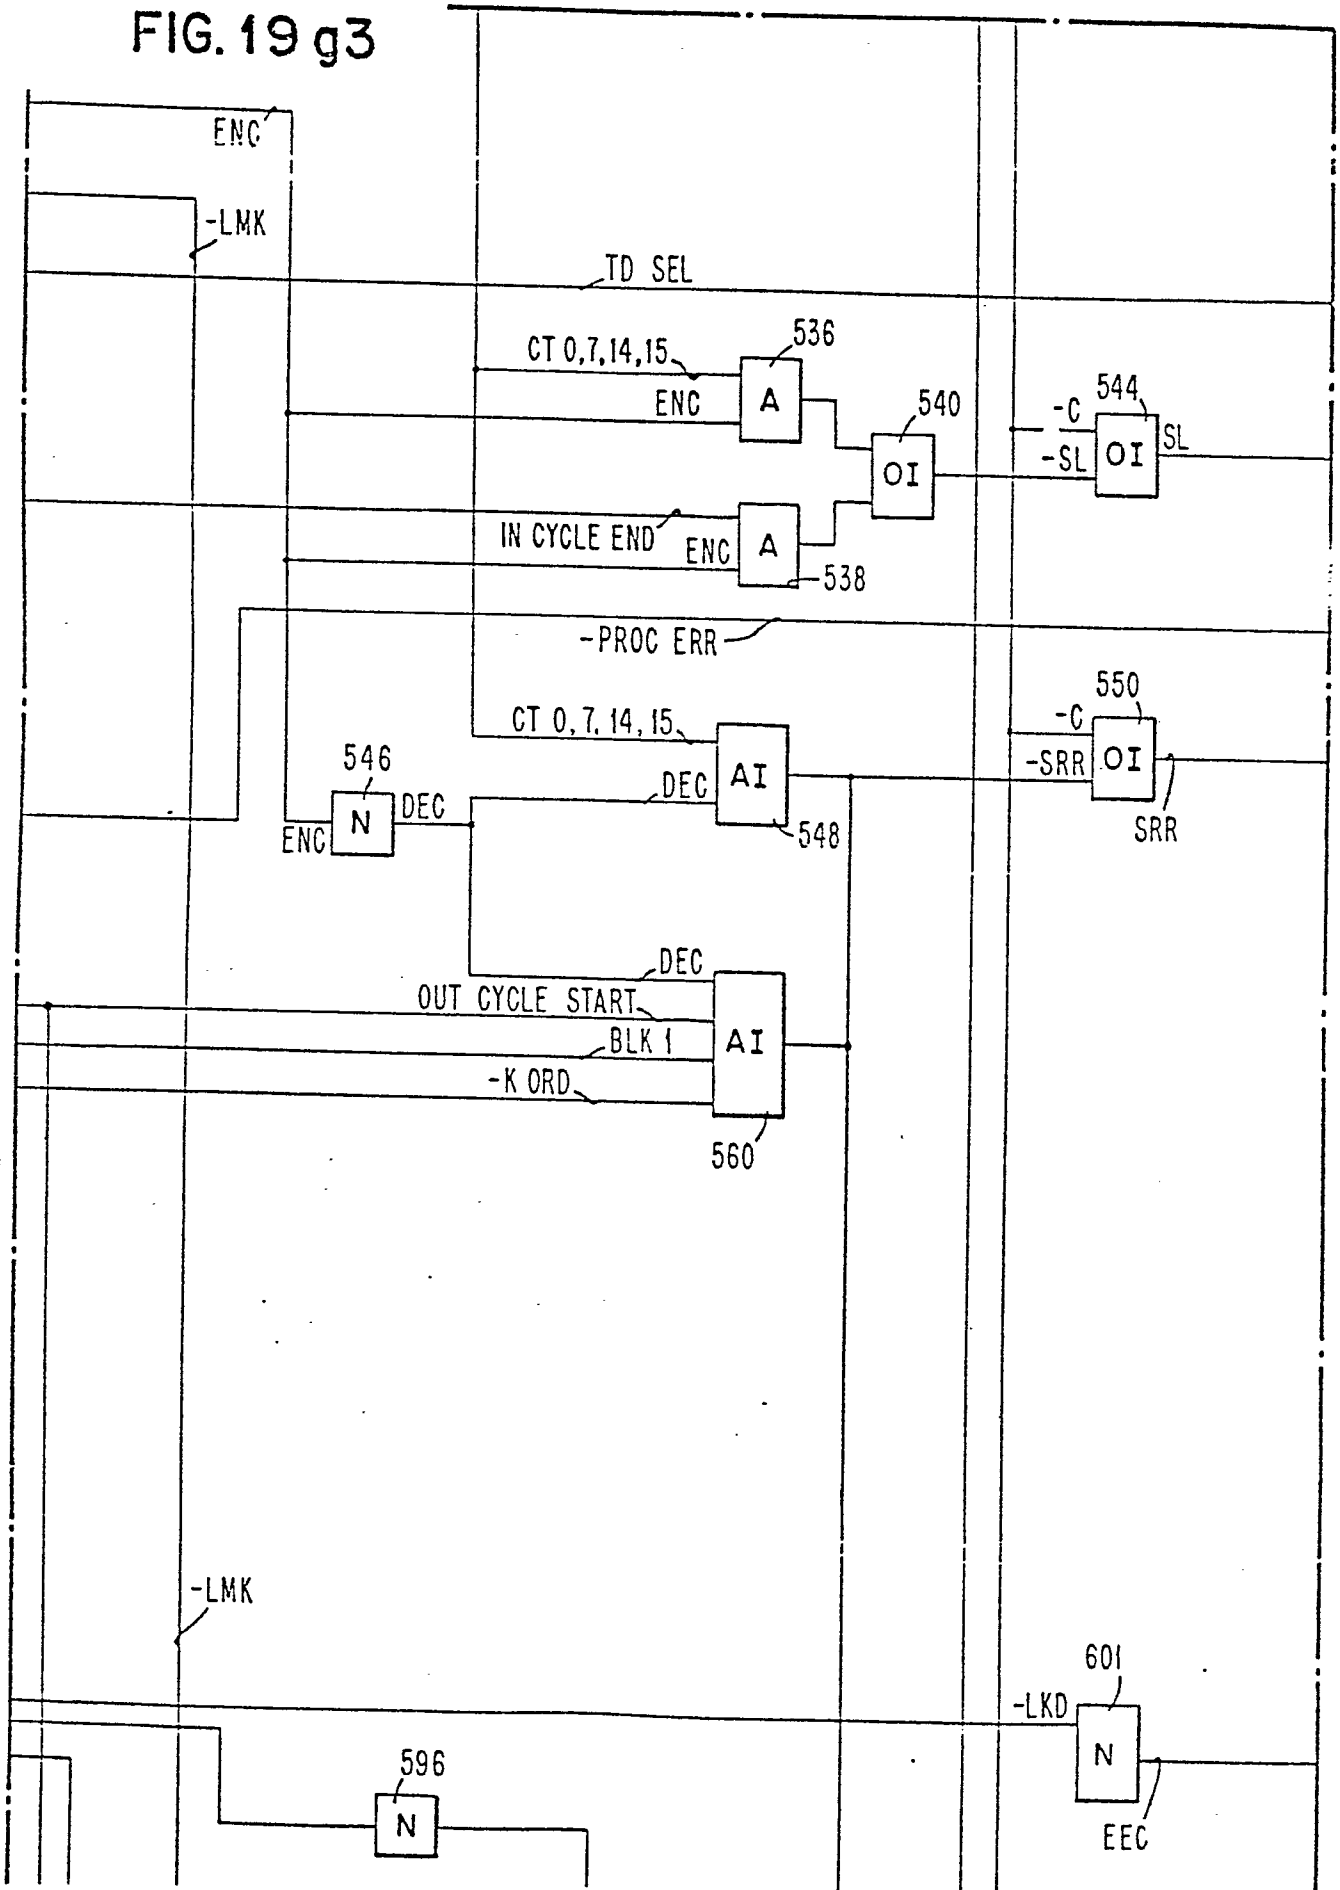 FIG. 19 g3
ENC
-LMK
TD SEL
CT 0,7,14,15
536
ENC
A
540
OI
-C
544
-SL
OI
SL
IN CYCLE END
ENC
A
538
-PROC ERR
550
CT 0, 7, 14, 15
-C
546
AI
-SRR
OI
DEC
DEC
ENC
N
548
SRR
DEC
OUT CYCLE START
BLK 1
AI
-K ORD
560
-LMK
601
-LKD
N
596
N
EEC